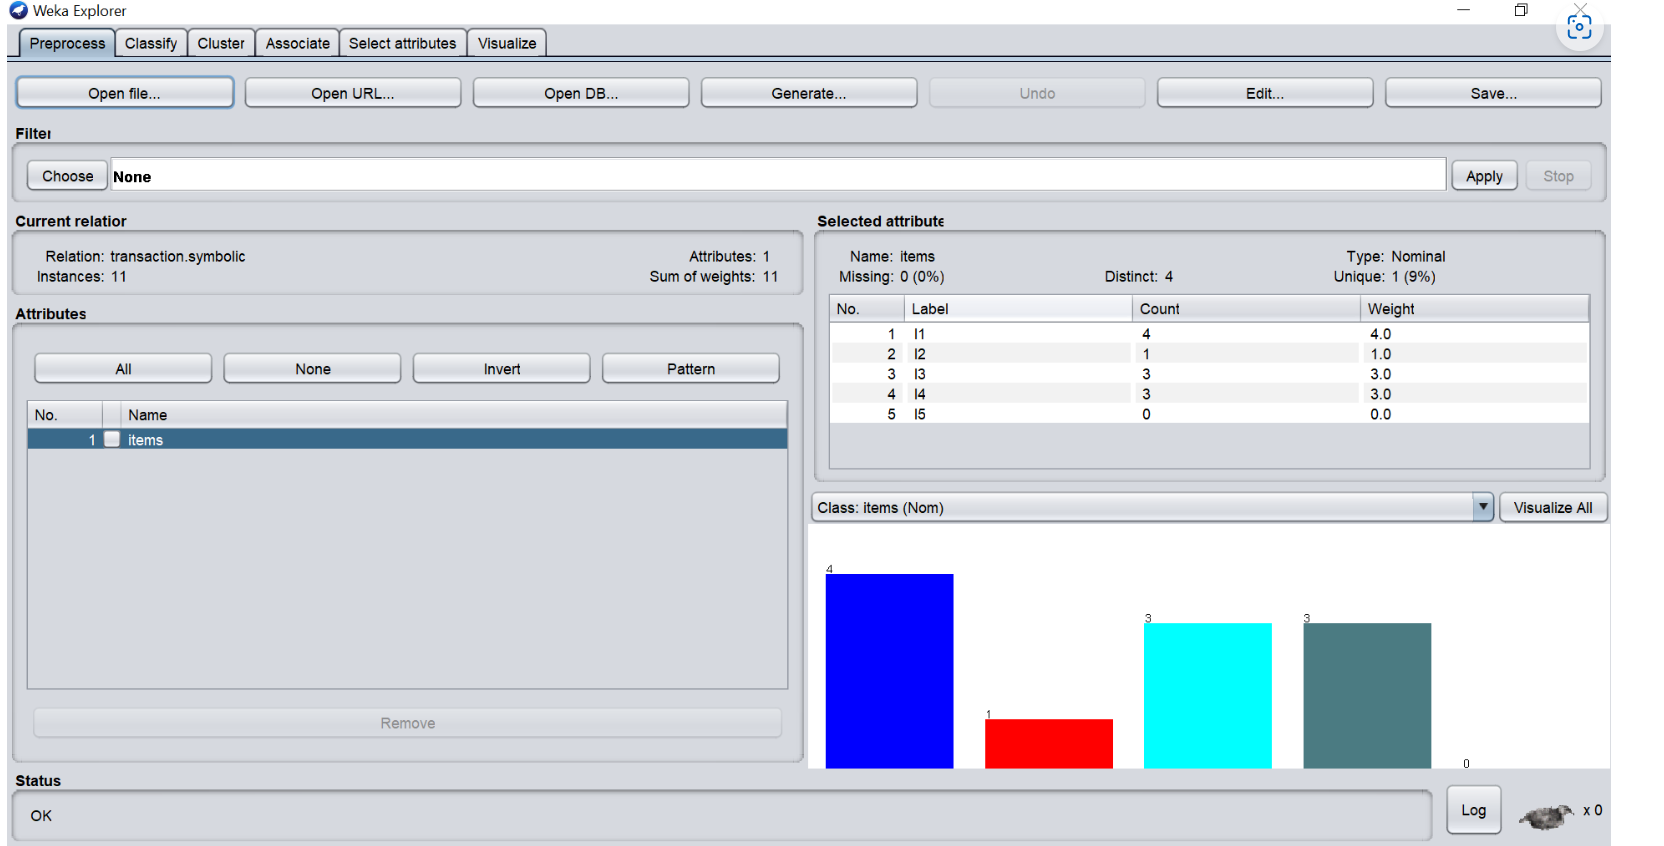 Weka Explorer
Preprocess Classify Cluster Associate Select attributes Visualize
Open file... Open URL... Open DB... Generate... Undo Edit... Save...
Filter
Choose None Apply Stop
Current relation
Relation: transaction.symbolic Attributes: 1
Instances: 11 Sum of weights: 11
Attributes
All None Invert Pattern
No. Name
1 items
Remove
Selected attribute
Name: items Type: Nominal
Missing: 0 (0%) Distinct: 4 Unique: 1 (9%)
No. Label Count Weight
1 I1 4 4.0
2 I2 1 1.0
3 I3 3 3.0
4 I4 3 3.0
5 I5 0 0.0
Class: items (Nom) Visualize All
4
1
3
3
0
Status
OK
Log x 0